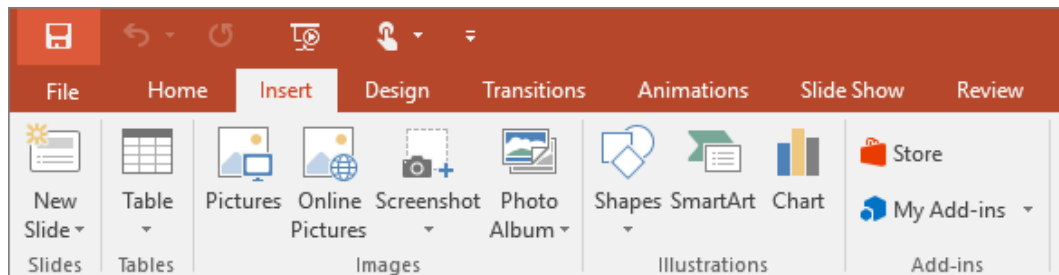 File Home Insert Design Transitions Animations Slide Show Review
New Slide
Table
Pictures
Online Pictures
Screenshot
Photo Album
Shapes
SmartArt
Chart
Store
My Add-ins
Slides Tables Images Illustrations Add-ins